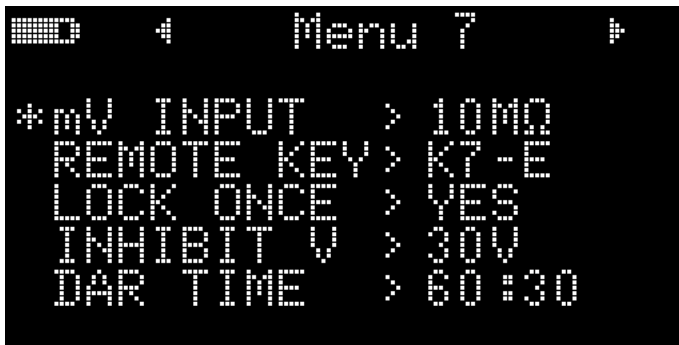 Menu 7
*mV INPUT > 10MΩ
REMOTE KEY> K7-E
LOCK ONCE > YES
INHIBIT V > 30V
DAR TIME > 60:30